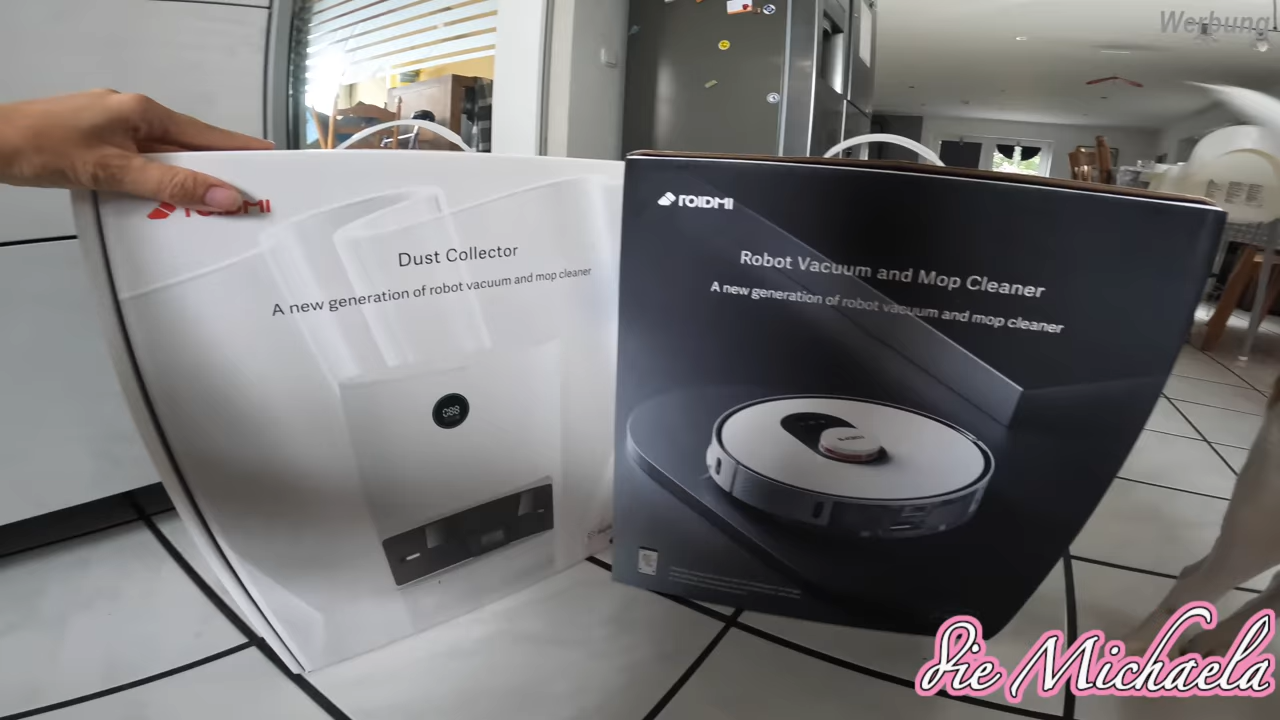 Werbung
ROIDMI
Dust Collector
A new generation of robot vacuum and mop cleaner
088
ROIDMI
Robot Vacuum and Mop Cleaner
A new generation of robot vacuum and mop cleaner
Die Michaela